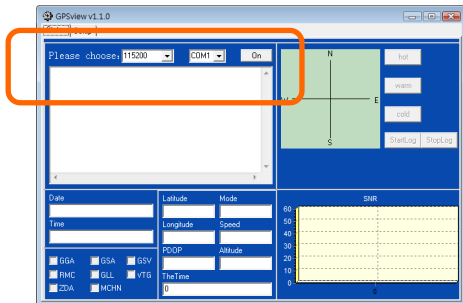 GPSview v1.1.0
Setup
Please choose: 115200 COM1 On
N
E
S
hot
warm
cold
StartLog StopLog
Date
Time
Latitude Mode
Longitude Speed
PDOP Altitude
TheTime
0
GGA GSA GSV
RMC GLL VTG
ZDA MCHN
SNR
60
50
40
30
20
10
0
0